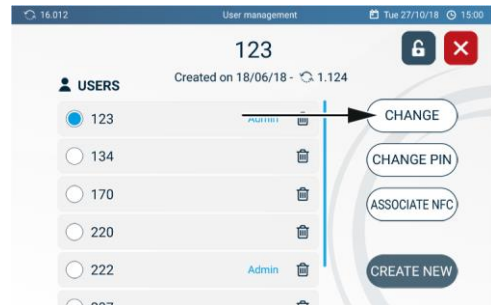 16.012 User management Tue 27/10/18 15:00
123
Created on 18/06/18 - 1.124
USERS
123 Admin
CHANGE
134
CHANGE PIN
170
ASSOCIATE NFC
220
222 Admin
CREATE NEW